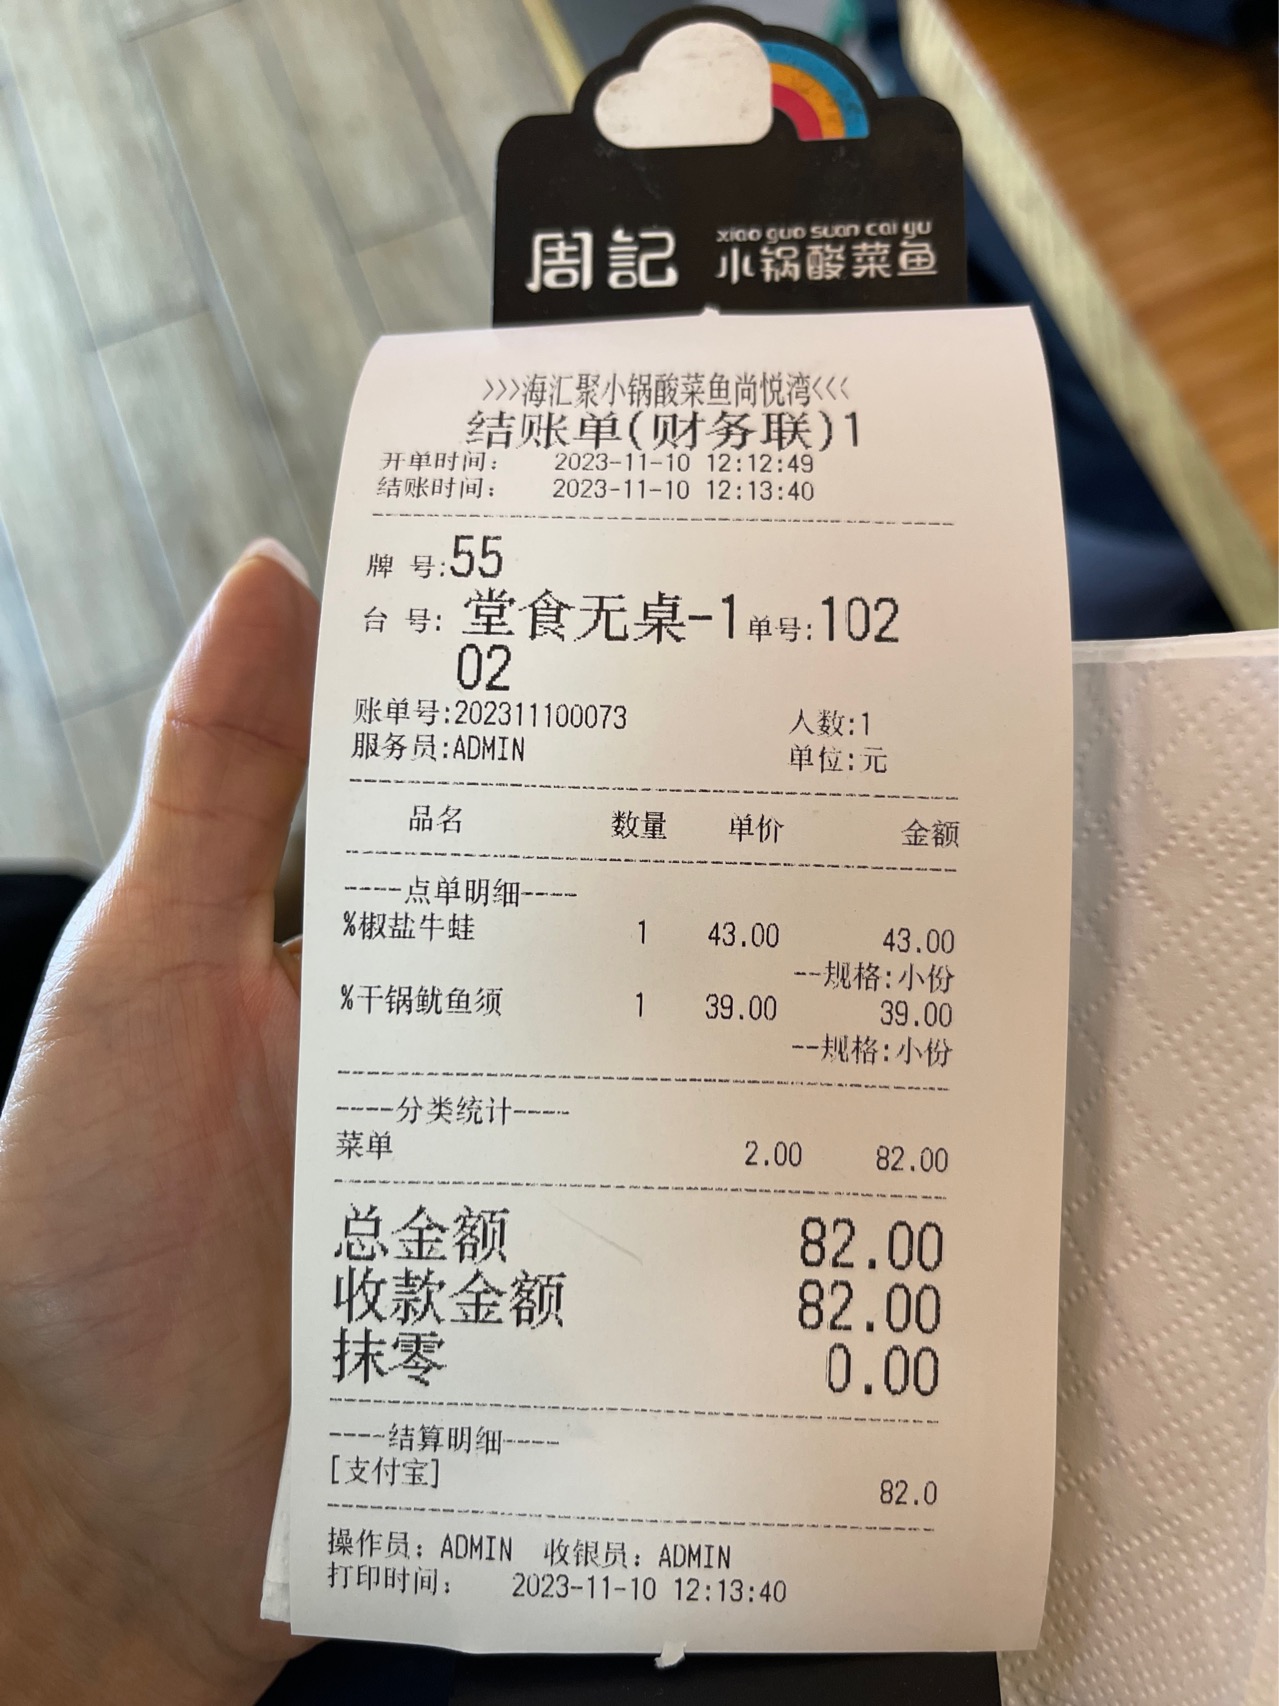 周記
xiao guo suan cai yu
小锅酸菜鱼
>>>海汇聚小锅酸菜鱼尚悦湾<<<
结账单(财务联)1
开单时间: 2023-11-10 12:12:49
结账时间: 2023-11-10 12:13:40
牌 号:55
台 号: 堂食无桌-1 单号:102
02
账单号:202311100073 人数:1
服务员:ADMIN 单位:元
品名 数量 单价 金额
----点单明细----
%椒盐牛蛙 1 43.00 43.00
--规格:小份
%干锅鱿鱼须 1 39.00 39.00
--规格:小份
----分类统计----
菜单 2.00 82.00
总金额 82.00
收款金额 82.00
抹零 0.00
----结算明细----
[支付宝] 82.0
操作员: ADMIN 收银员: ADMIN
打印时间: 2023-11-10 12:13:40